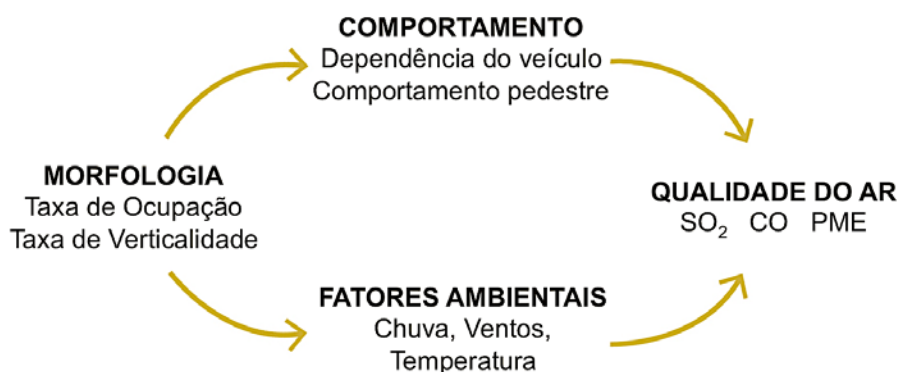 COMPORTAMENTO
Dependência do veículo
Comportamento pedestre
MORFOLOGIA
Taxa de Ocupação
Taxa de Verticalidade
QUALIDADE DO AR
SO₂ CO PME
FATORES AMBIENTAIS
Chuva, Ventos,
Temperatura